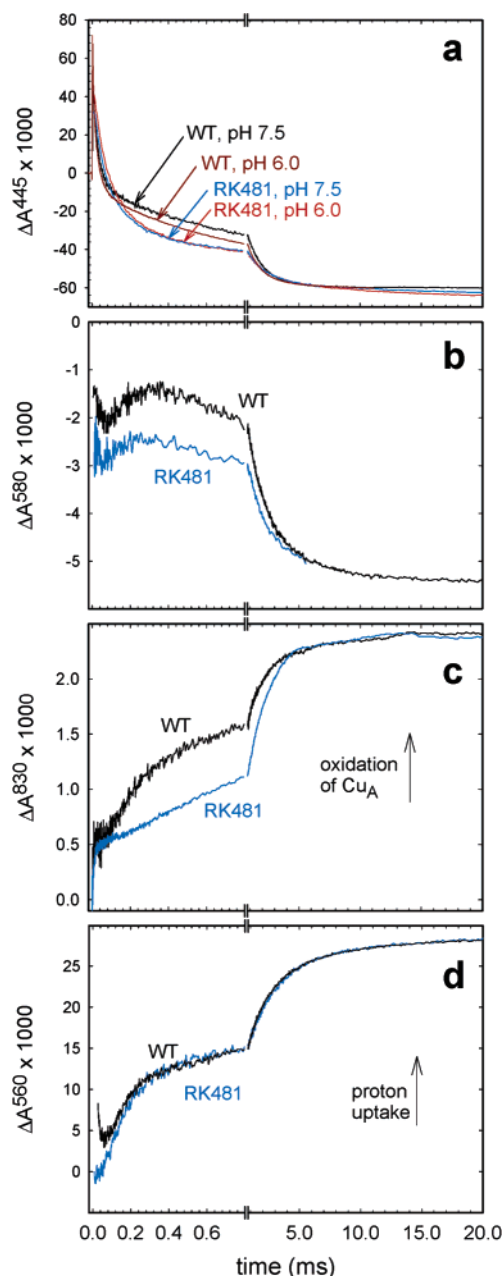 a
80
60
40
20
0
-20
-40
-60
ΔA⁴⁴⁵ x 1000
WT, pH 7.5
WT, pH 6.0
RK481, pH 7.5
RK481, pH 6.0
b
0
-1
-2
-3
-4
-5
ΔA⁵⁸⁰ x 1000
WT
RK481
c
2.0
1.5
1.0
0.5
0.0
ΔA⁸³⁰ x 1000
WT
RK481
oxidation
of Cu_A
d
25
20
15
10
5
0
ΔA⁵⁶⁰ x 1000
WT
RK481
proton
uptake
0.0 0.2 0.4 0.6 5.0 10.0 15.0 20.0
time (ms)